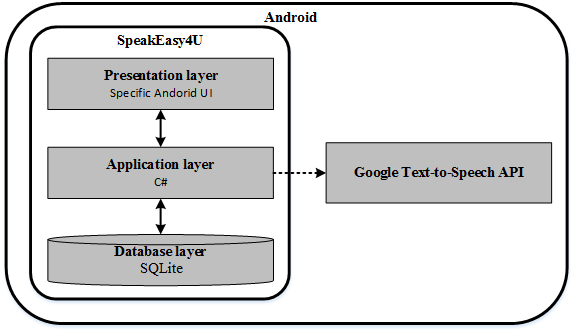 Android
SpeakEasy4U
Presentation layer
Specific Andorid UI
Application layer
C#
Google Text-to-Speech API
Database layer
SQLite